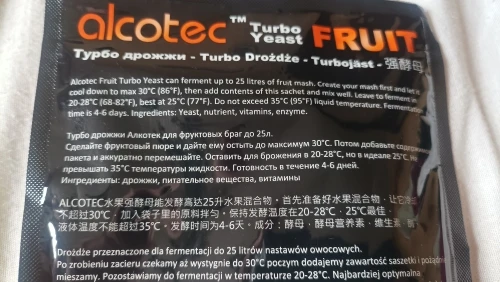 alcotec™ Turbo Yeast FRUIT
Турбо дрожжи - Turbo Drożdże - Turbojäst - 强酵母
Alcotec Fruit Turbo Yeast can ferment up to 25 litres of fruit mash. Create your mash first and let it
cool down to max 30°C (86°F), then add contents of this sachet and mix well. Leave to ferment in
20-28°C (68-82°F), best at 25°C (77°F). Do not exceed 35°C (95°F) liquid temperature. Fermentation
time is 4-6 days. Ingredients: Yeast, nutrient, vitamins, enzyme.
Турбо дрожжи Алкотек для фруктовых браг до 25л.
Сделайте фруктовый пюре и дайте ему остыть до максимум 30°С. Потом добавьте содержимое
пакета и аккуратно перемешайте. Оставить для брожения в 20-28°С, но в идеале 25°С. Не
превышать 35°С температуры жидкости. Готовность в течение 4-6 дней.
Ингредиенты: дрожжи, питательное вещества, витамины
ALCOTEC水果强酵母能发酵高达25升水果混合物。首先准备好水果混合物，让它
不超过30°C，加入袋子里的原料拌匀。保持发酵温度在20-28°C，25°C最佳，
液体温度不能超过35°C。发酵时间为4-6天。成分：酵母，酵母营养素，维生素，酶
Drożdże przeznaczone do fermentacji do 25 litrów nastawów owocowych.
Po zrobieniu zacieru czekamy aż wystygnie do 30°C poczym dodajemy zawartość saszetki i
mieszamy. Pozostawiamy do fermentacji w temperaturze 20-28°C. Najbardziej optymalna